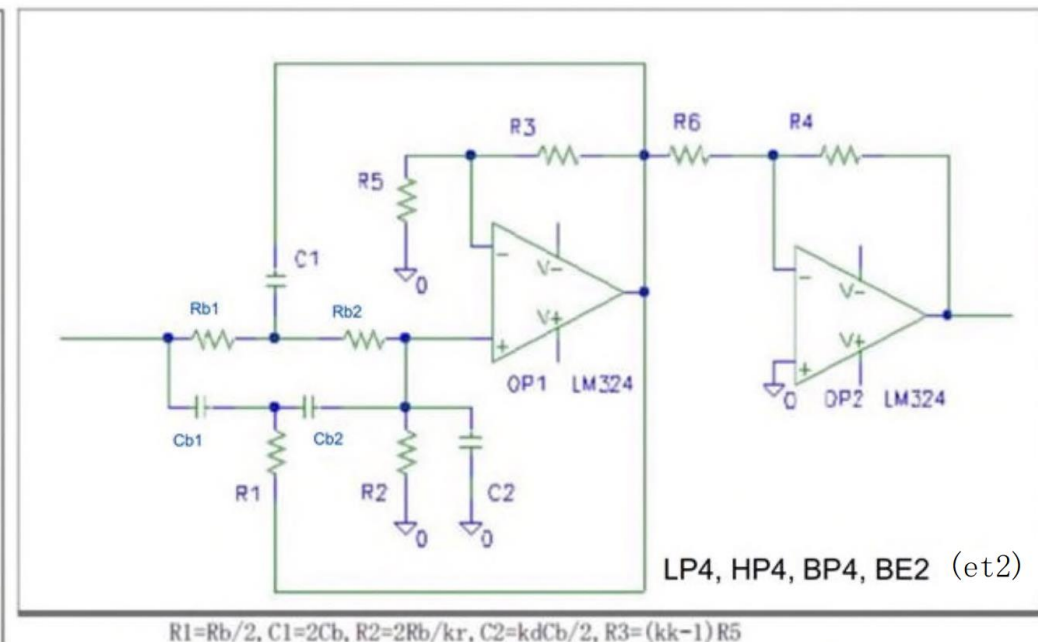 R3
R6
R4
R5
C1
0
V-
V+
Rb1
Rb2
OP1 LM324
V-
V+
0
OP2 LM324
Cb1
Cb2
R1
R2
C2
0
0
LP4, HP4, BP4, BE2 (et2)
R1=Rb/2, C1=2Cb, R2=2Rb/kr, C2=kdCb/2, R3=(kk-1)R5